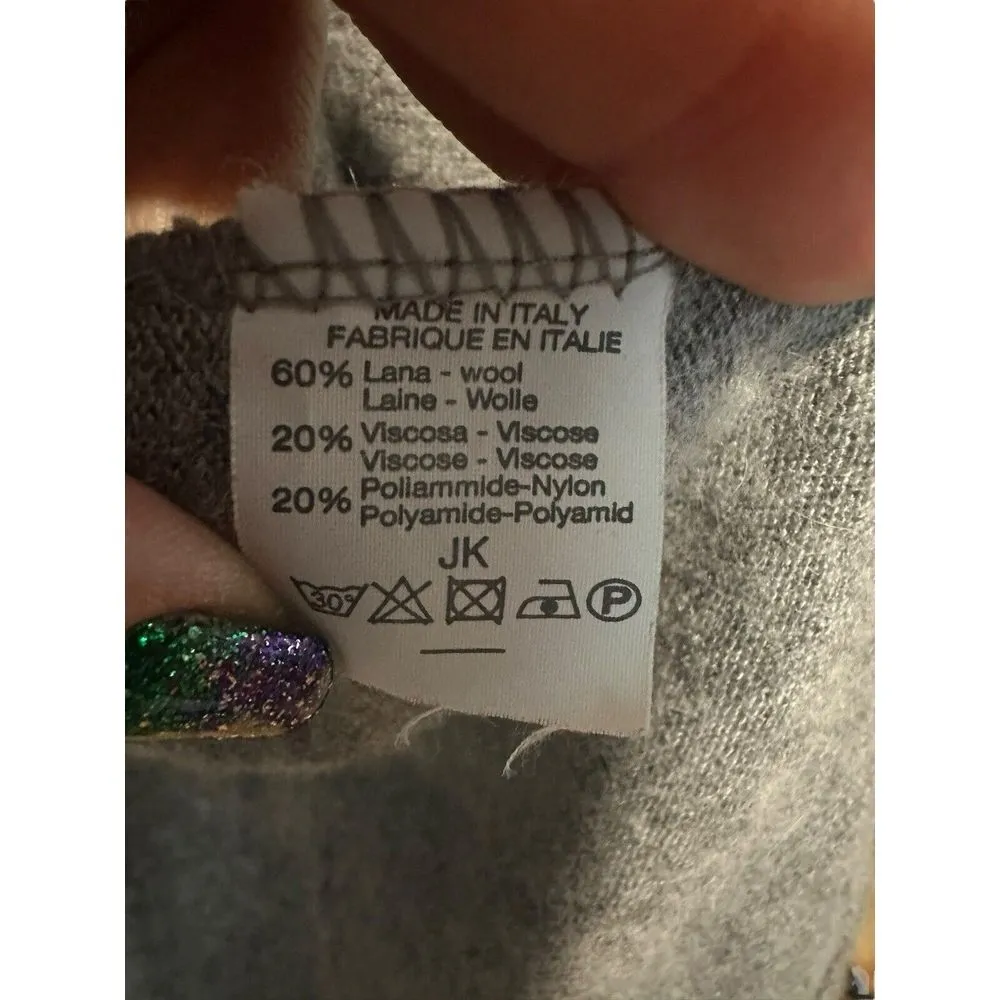 MADE IN ITALY
FABRIQUE EN ITALIE
60% Lana - wool
Laine - Wolle
20% Viscosa - Viscose
Viscose - Viscose
20% Poliammide-Nylon
Polyamide-Polyamid
JK
30° P